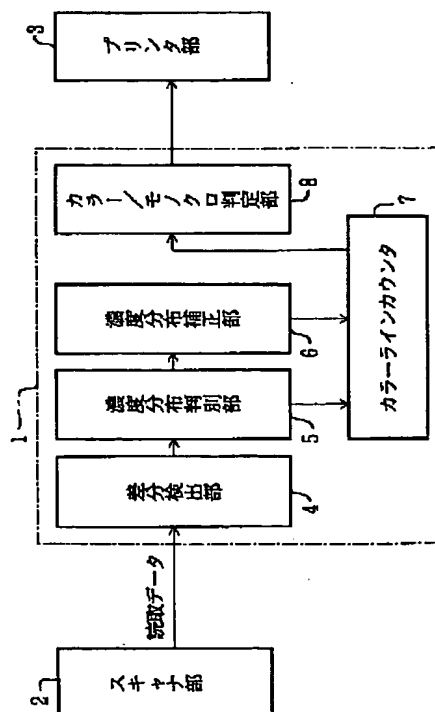 2
スキャナ部
読取データ
1
4
差分検出部
5
濃度分布判別部
6
濃度分布補正部
7
カラーラインカウンタ
8
カラー／モノクロ判定部
3
プリンタ部